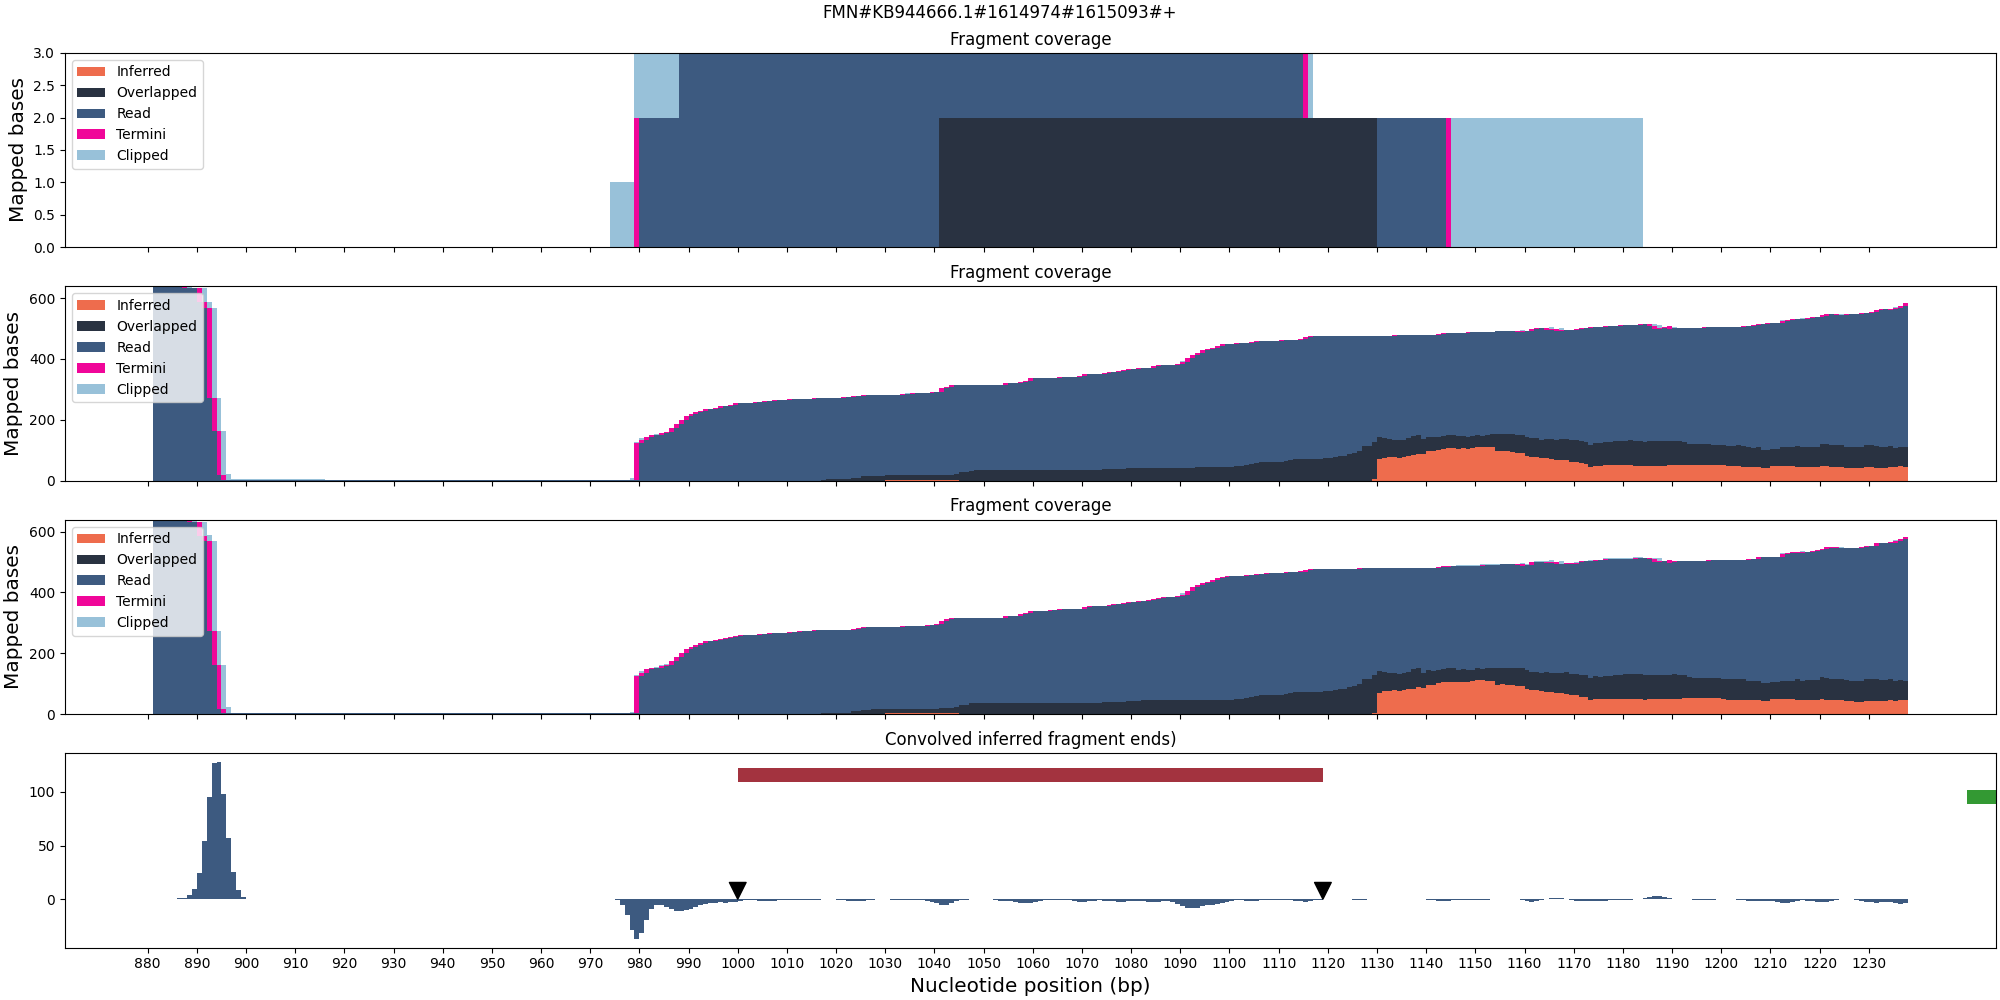 FMN#KB944666.1#1614974#1615093#+
Fragment coverage
Mapped bases
3.0
2.5
2.0
1.5
1.0
0.5
0.0
Inferred
Overlapped
Read
Termini
Clipped
Fragment coverage
Mapped bases
600
400
200
0
Inferred
Overlapped
Read
Termini
Clipped
Fragment coverage
Mapped bases
600
400
200
0
Inferred
Overlapped
Read
Termini
Clipped
Convolved inferred fragment ends)
100
50
0
880 890 900 910 920 930 940 950 960 970 980 990 1000 1010 1020 1030 1040 1050 1060 1070 1080 1090 1100 1110 1120 1130 1140 1150 1160 1170 1180 1190 1200 1210 1220 1230
Nucleotide position (bp)